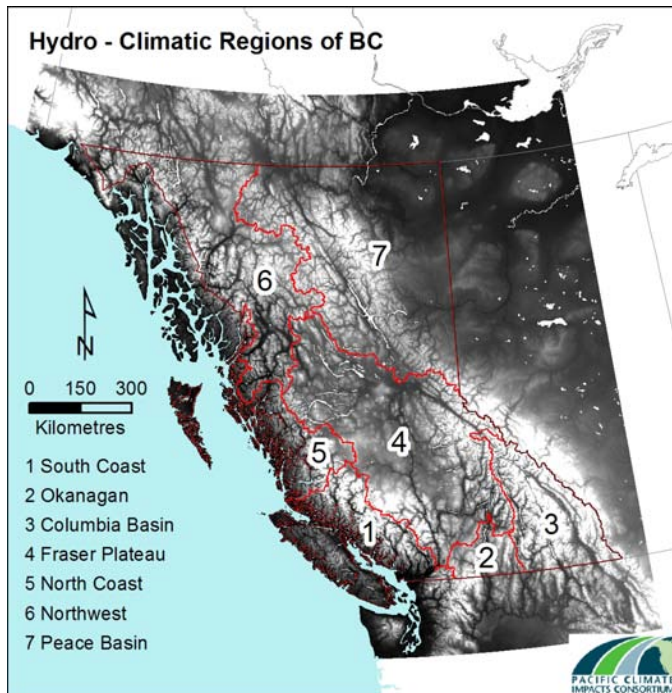 Hydro - Climatic Regions of BC
7
6
N
0 150 300
Kilometres
4
5
3
1
2
1 South Coast
2 Okanagan
3 Columbia Basin
4 Fraser Plateau
5 North Coast
6 Northwest
7 Peace Basin
PACIFIC CLIMATE
IMPACTS CONSORTIUM